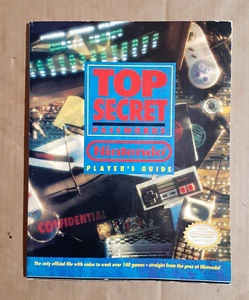 TOP
SECRET
PASSWORDS
Nintendo
PLAYER'S GUIDE
CONFIDENTIAL
The only official file with codes to crack over 140 games - straight from the pros at Nintendo!